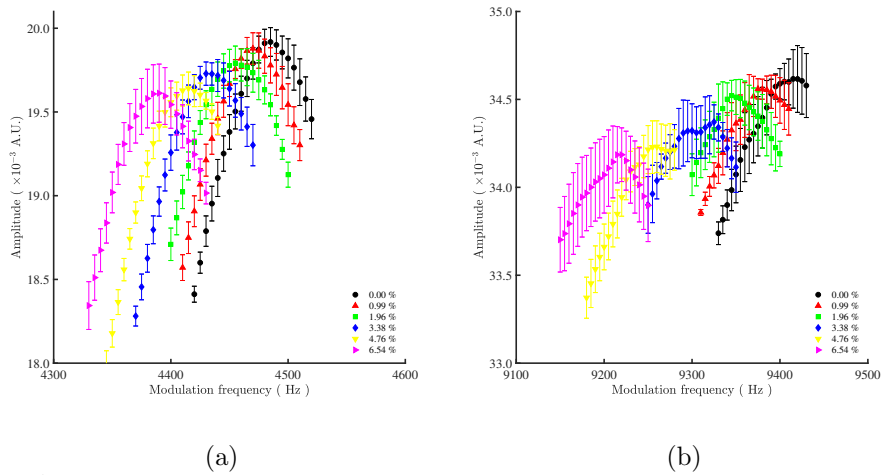 20.0
19.5
19.0
18.5
18.0
Amplitude ( ×10⁻³ A.U.)
0.00 %
0.99 %
1.96 %
3.38 %
4.76 %
6.54 %
4300 4400 4500 4600
Modulation frequency ( Hz )
(a)
35.0
34.5
34.0
33.5
33.0
Amplitude ( ×10⁻³ A.U.)
0.00 %
0.99 %
1.96 %
3.38 %
4.76 %
6.54 %
9100 9200 9300 9400 9500
Modulation frequency ( Hz )
(b)